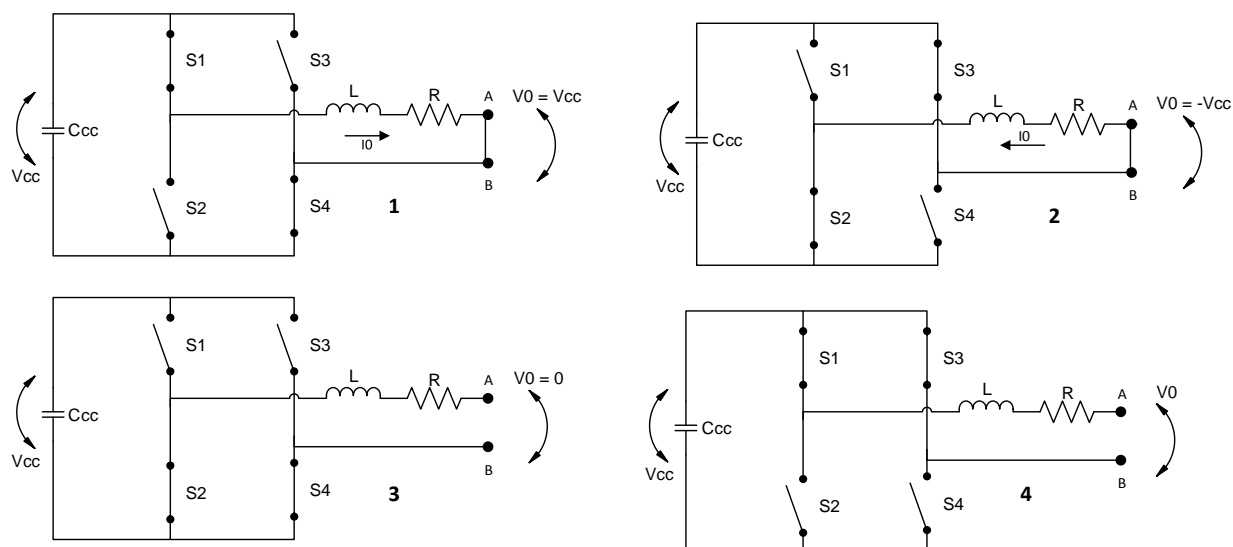 S1
S3
L
R
A
V0 = Vcc
Ccc
I0
Vcc
B
S2
S4
1
S1
S3
L
R
A
V0 = -Vcc
Ccc
I0
Vcc
B
S2
S4
2
S1
S3
L
R
A
V0 = 0
Ccc
Vcc
B
S2
S4
3
S1
S3
L
R
A
V0
Ccc
Vcc
B
S2
S4
4